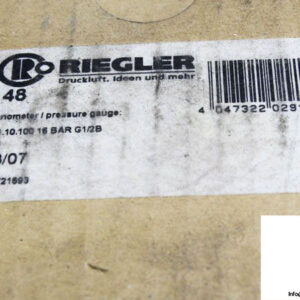 RIEGLER
Druckluft. Ideen und mehr
48
nometer / pressure gauge:
.10.100 16 BAR G1/2B
/07
21693
4 047322 029